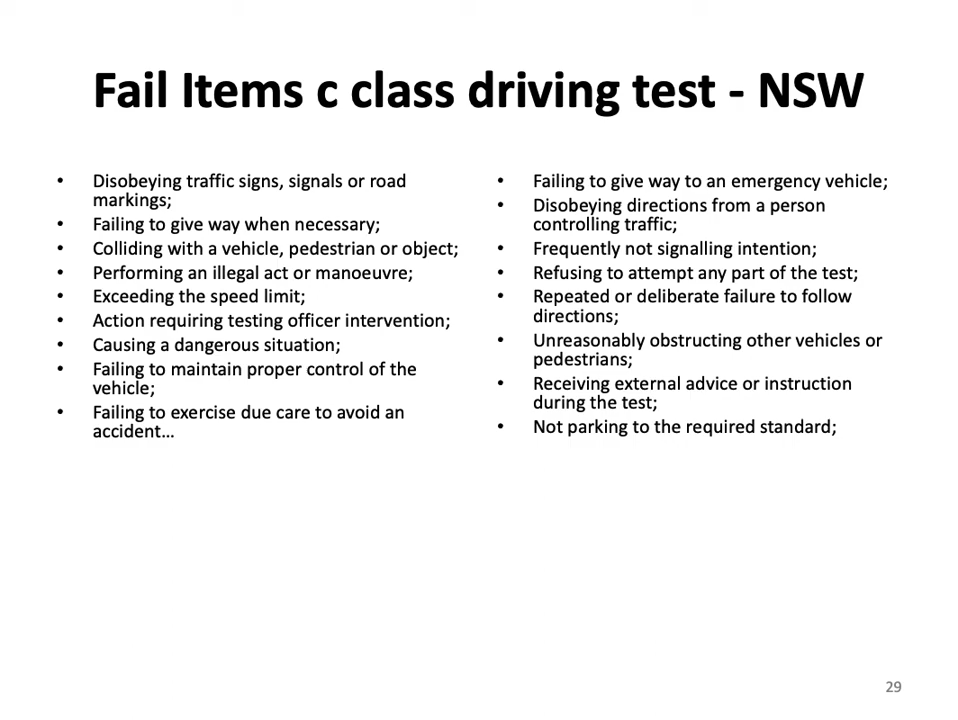 Fail Items c class driving test - NSW
• Disobeying traffic signs, signals or road
markings;
• Failing to give way when necessary;
• Colliding with a vehicle, pedestrian or object;
• Performing an illegal act or manoeuvre;
• Exceeding the speed limit;
• Action requiring testing officer intervention;
• Causing a dangerous situation;
• Failing to maintain proper control of the
vehicle;
• Failing to exercise due care to avoid an
accident…
• Failing to give way to an emergency vehicle;
• Disobeying directions from a person
controlling traffic;
• Frequently not signalling intention;
• Refusing to attempt any part of the test;
• Repeated or deliberate failure to follow
directions;
• Unreasonably obstructing other vehicles or
pedestrians;
• Receiving external advice or instruction
during the test;
• Not parking to the required standard;
29